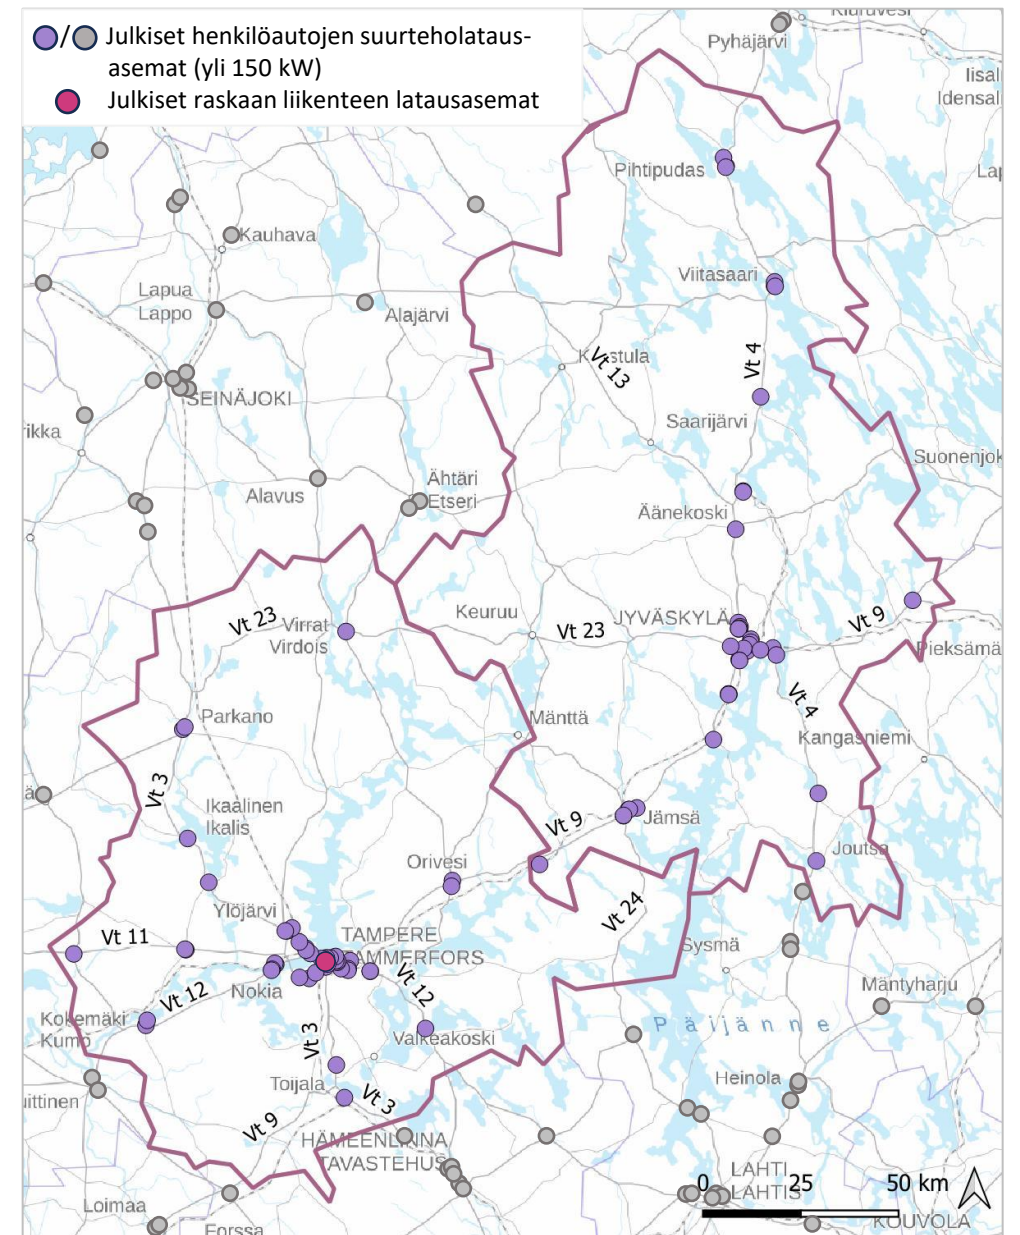 Julkiset henkilöautojen suurteholataus-
asemat (yli 150 kW)
Julkiset raskaan liikenteen latausasemat
Kiuruvesi
Pyhäjärvi
Iisal
Idensal
Pihtipudas
Lap
Kauhava
Viitasaari
Lapua
Lappo
Alajärvi
Vt 4
Vt 13
SEINÄJOKI
Saarijärvi
rikka
Suonenjok
Ähtäri
Etseri
Alavus
Äänekoski
Keuruu
JYVÄSKYLÄ
Vt 9
Vt 23
Virrat
Virdois
Vt 23
Pieksämä
Vt 4
Parkano
Mänttä
Kangasniemi
Vt 3
ä
Ikaalinen
Ikalis
Vt 9
Jämsä
Joutsa
Orivesi
Vt 24
Ylöjärvi
Vt 11
TAMPERE
TAMMERFORS
Sysmä
Vt 12
Nokia
Vt 12
Mäntyharju
Kokemäki
Kumo
Päijänne
Vt 3
Valkeakoski
Toijala
Heinola
uittinen
Vt 3
Vt 9
HÄMEENLINNA
TAVASTEHUS
LAHTI
LAHTIS
0 25 50 km
Loimaa
Forssa
KOUVOLA